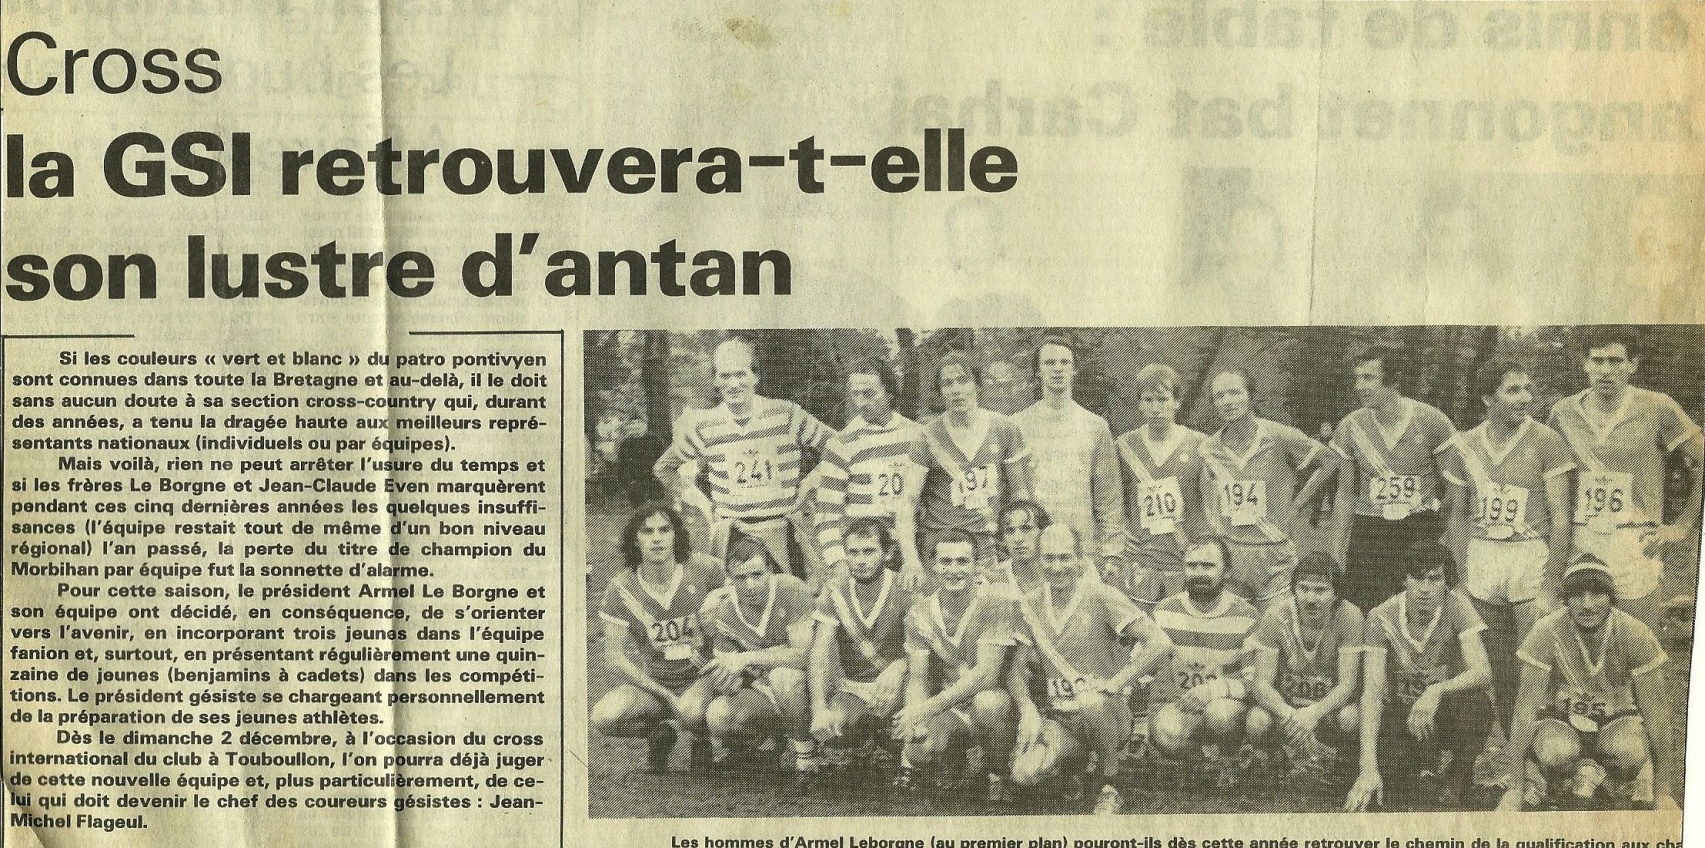 Cross
la GSI retrouvera-t-elle
son lustre d'antan
Si les couleurs « vert et blanc » du patro pontivyen
sont connues dans toute la Bretagne et au-delà, il le doit
sans aucun doute à sa section cross-country qui, durant
des années, a tenu la dragée haute aux meilleurs repré-
sentants nationaux (individuels ou par équipes).
Mais voilà, rien ne peut arrêter l'usure du temps et
si les frères Le Borgne et Jean-Claude Even marquèrent
pendant ces cinq dernières années les quelques insuffi-
sances (l'équipe restait tout de même d'un bon niveau
régional) l'an passé, la perte du titre de champion du
Morbihan par équipe fut la sonnette d'alarme.
Pour cette saison, le président Armel Le Borgne et
son équipe ont décidé, en conséquence, de s'orienter
vers l'avenir, en incorporant trois jeunes dans l'équipe
fanion et, surtout, en présentant régulièrement une quin-
zaine de jeunes (benjamins à cadets) dans les compéti-
tions. Le président gésiste se chargeant personnellement
de la préparation de ses jeunes athlètes.
Dès le dimanche 2 décembre, à l'occasion du cross
international du club à Touboullon, l'on pourra déjà juger
de cette nouvelle équipe et, plus particulièrement, de ce-
lui qui doit devenir le chef des coureurs gésistes : Jean-
Michel Flageul.
241
20
197
210
194
259
199
196
204
206
195
Les hommes d'Armel Leborgne (au premier plan) pouront-ils dès cette année retrouver le chemin de la qualification aux cha